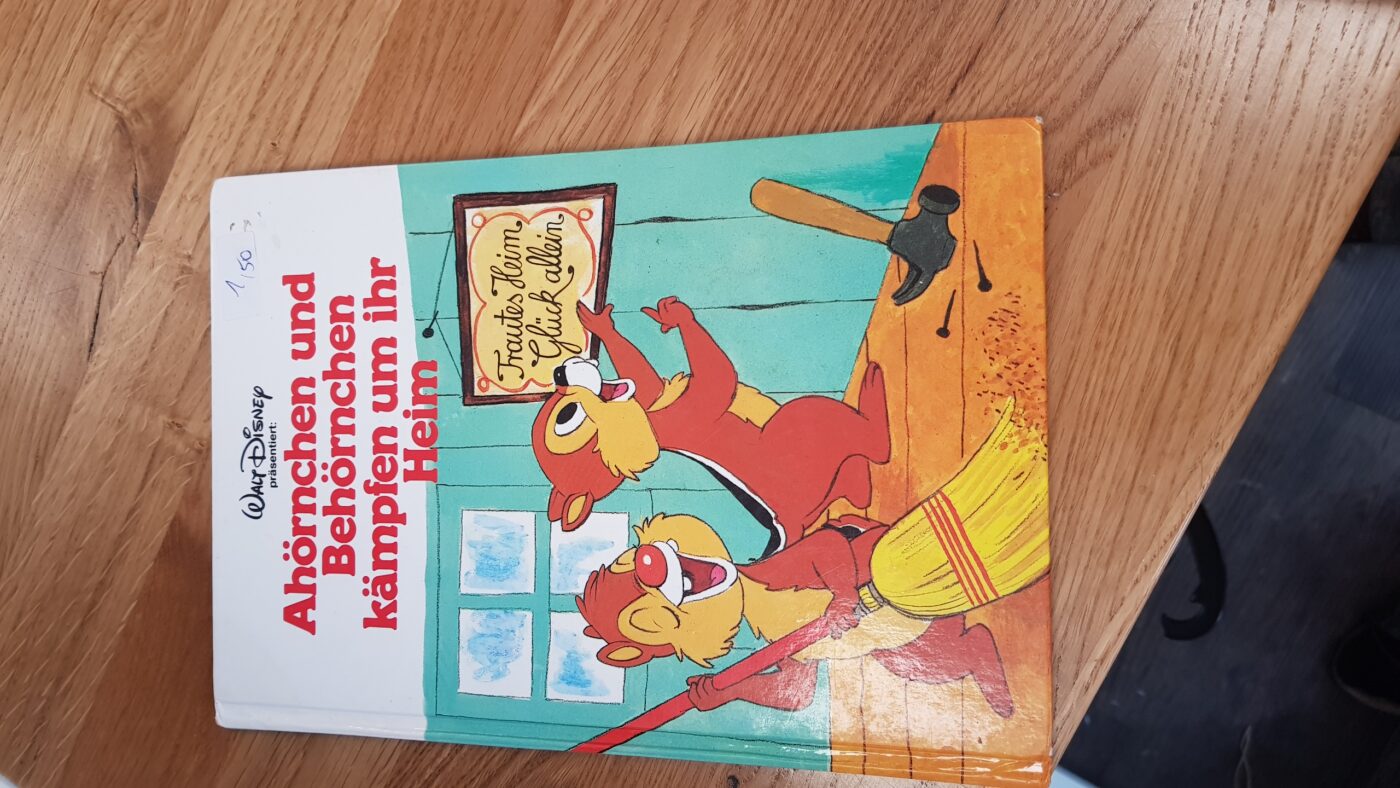 1,50
WALT DISNEY
präsentiert:
Ahörnchen und
Behörnchen
kämpfen um ihr
Heim
Trautes Heim
Glück allein